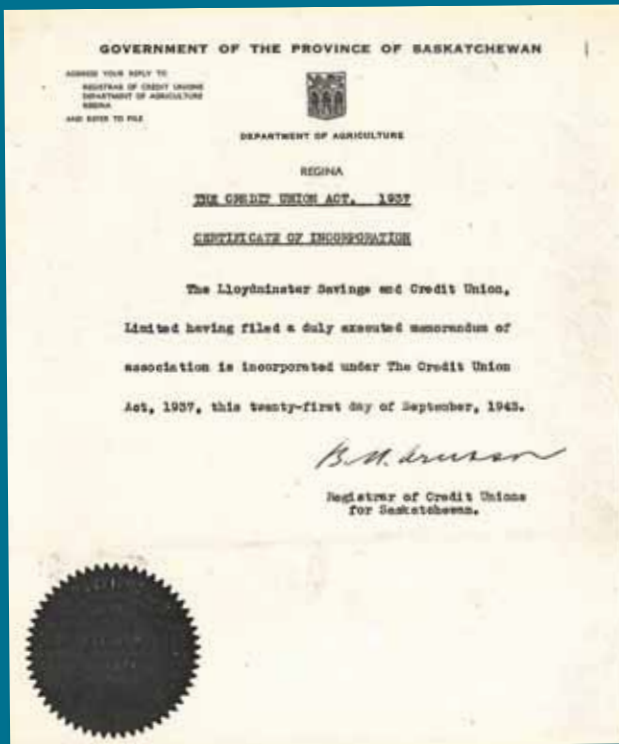 GOVERNMENT OF THE PROVINCE OF SASKATCHEWAN
ADDRESS YOUR REPLY TO
REGISTRAR OF CREDIT UNIONS
DEPARTMENT OF AGRICULTURE
REGINA
AND REFER TO FILE
DEPARTMENT OF AGRICULTURE
REGINA
THE CREDIT UNION ACT, 1937
CERTIFICATE OF INCORPORATION
The Lloydminster Savings and Credit Union,
Limited having filed a duly executed memorandum of
association is incorporated under The Credit Union
Act, 1937, this twenty-first day of September, 1943.
Registrar of Credit Unions
for Saskatchewan.